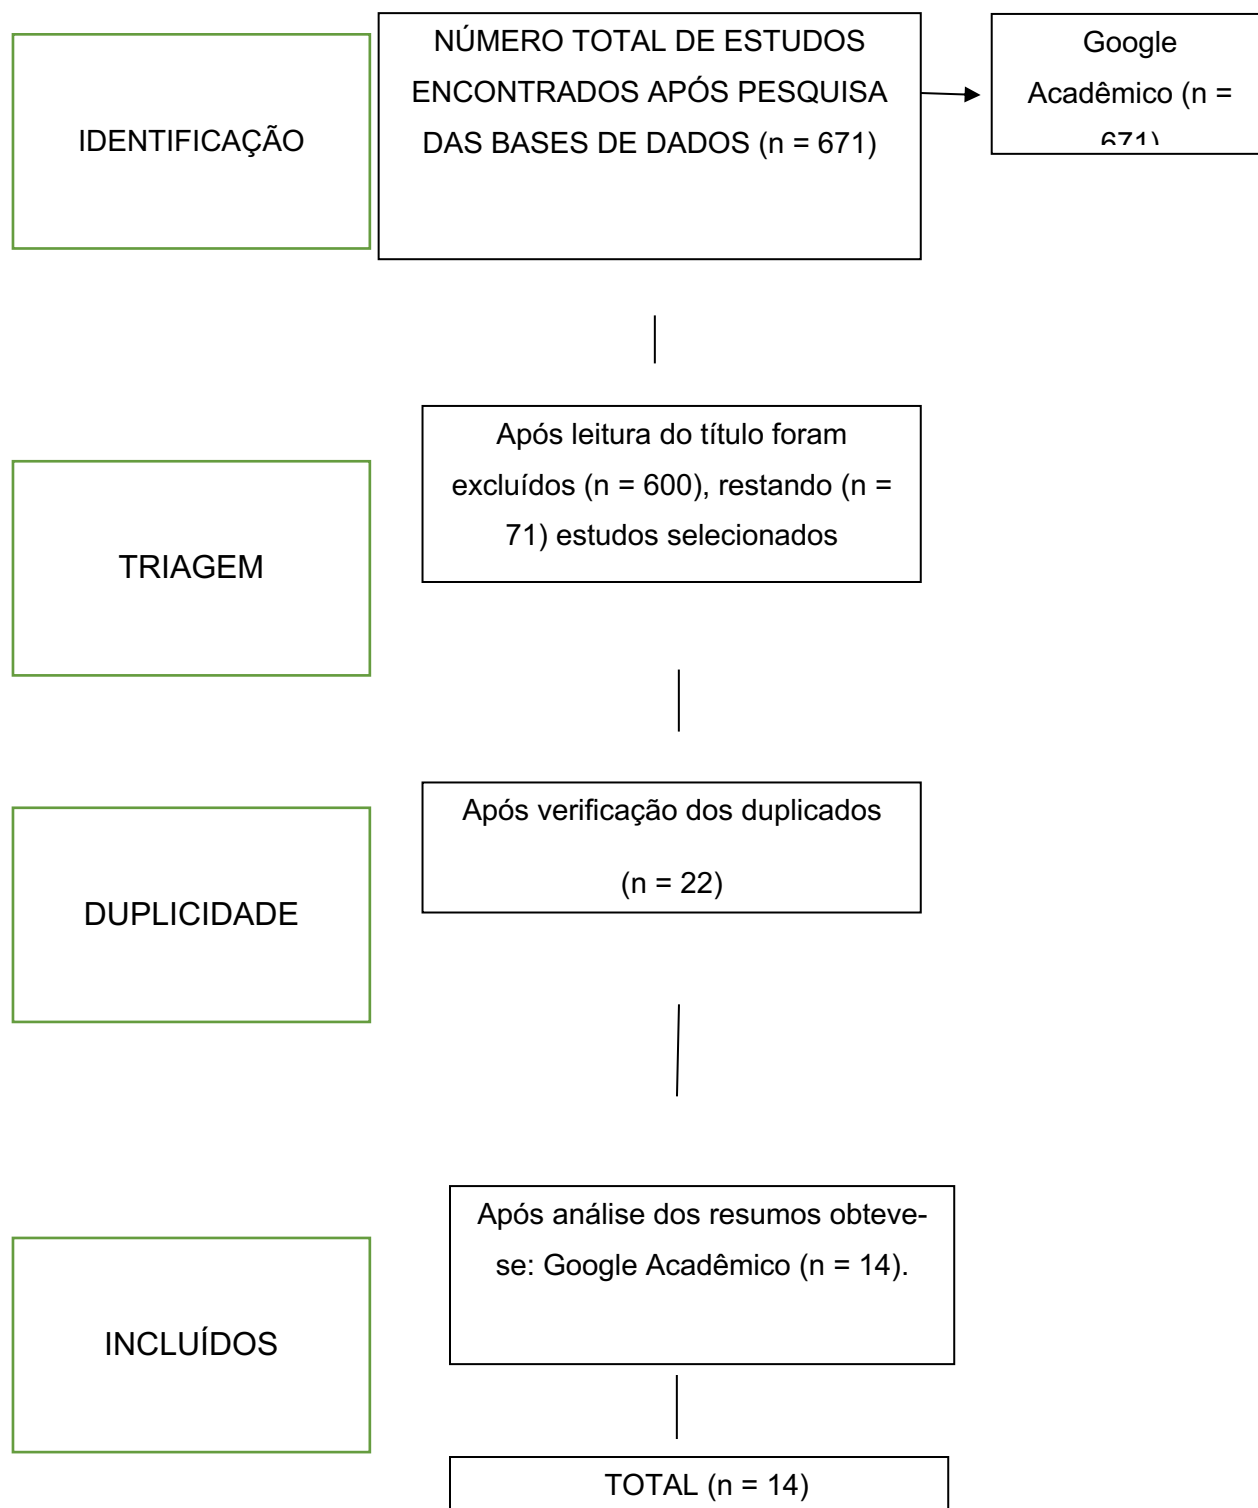 IDENTIFICAÇÃO
NÚMERO TOTAL DE ESTUDOS
ENCONTRADOS APÓS PESQUISA
DAS BASES DE DADOS (n = 671)
Google
Acadêmico (n =
671)
TRIAGEM
Após leitura do título foram
excluídos (n = 600), restando (n =
71) estudos selecionados
DUPLICIDADE
Após verificação dos duplicados
(n = 22)
INCLUÍDOS
Após análise dos resumos obteve-
se: Google Acadêmico (n = 14).
TOTAL (n = 14)